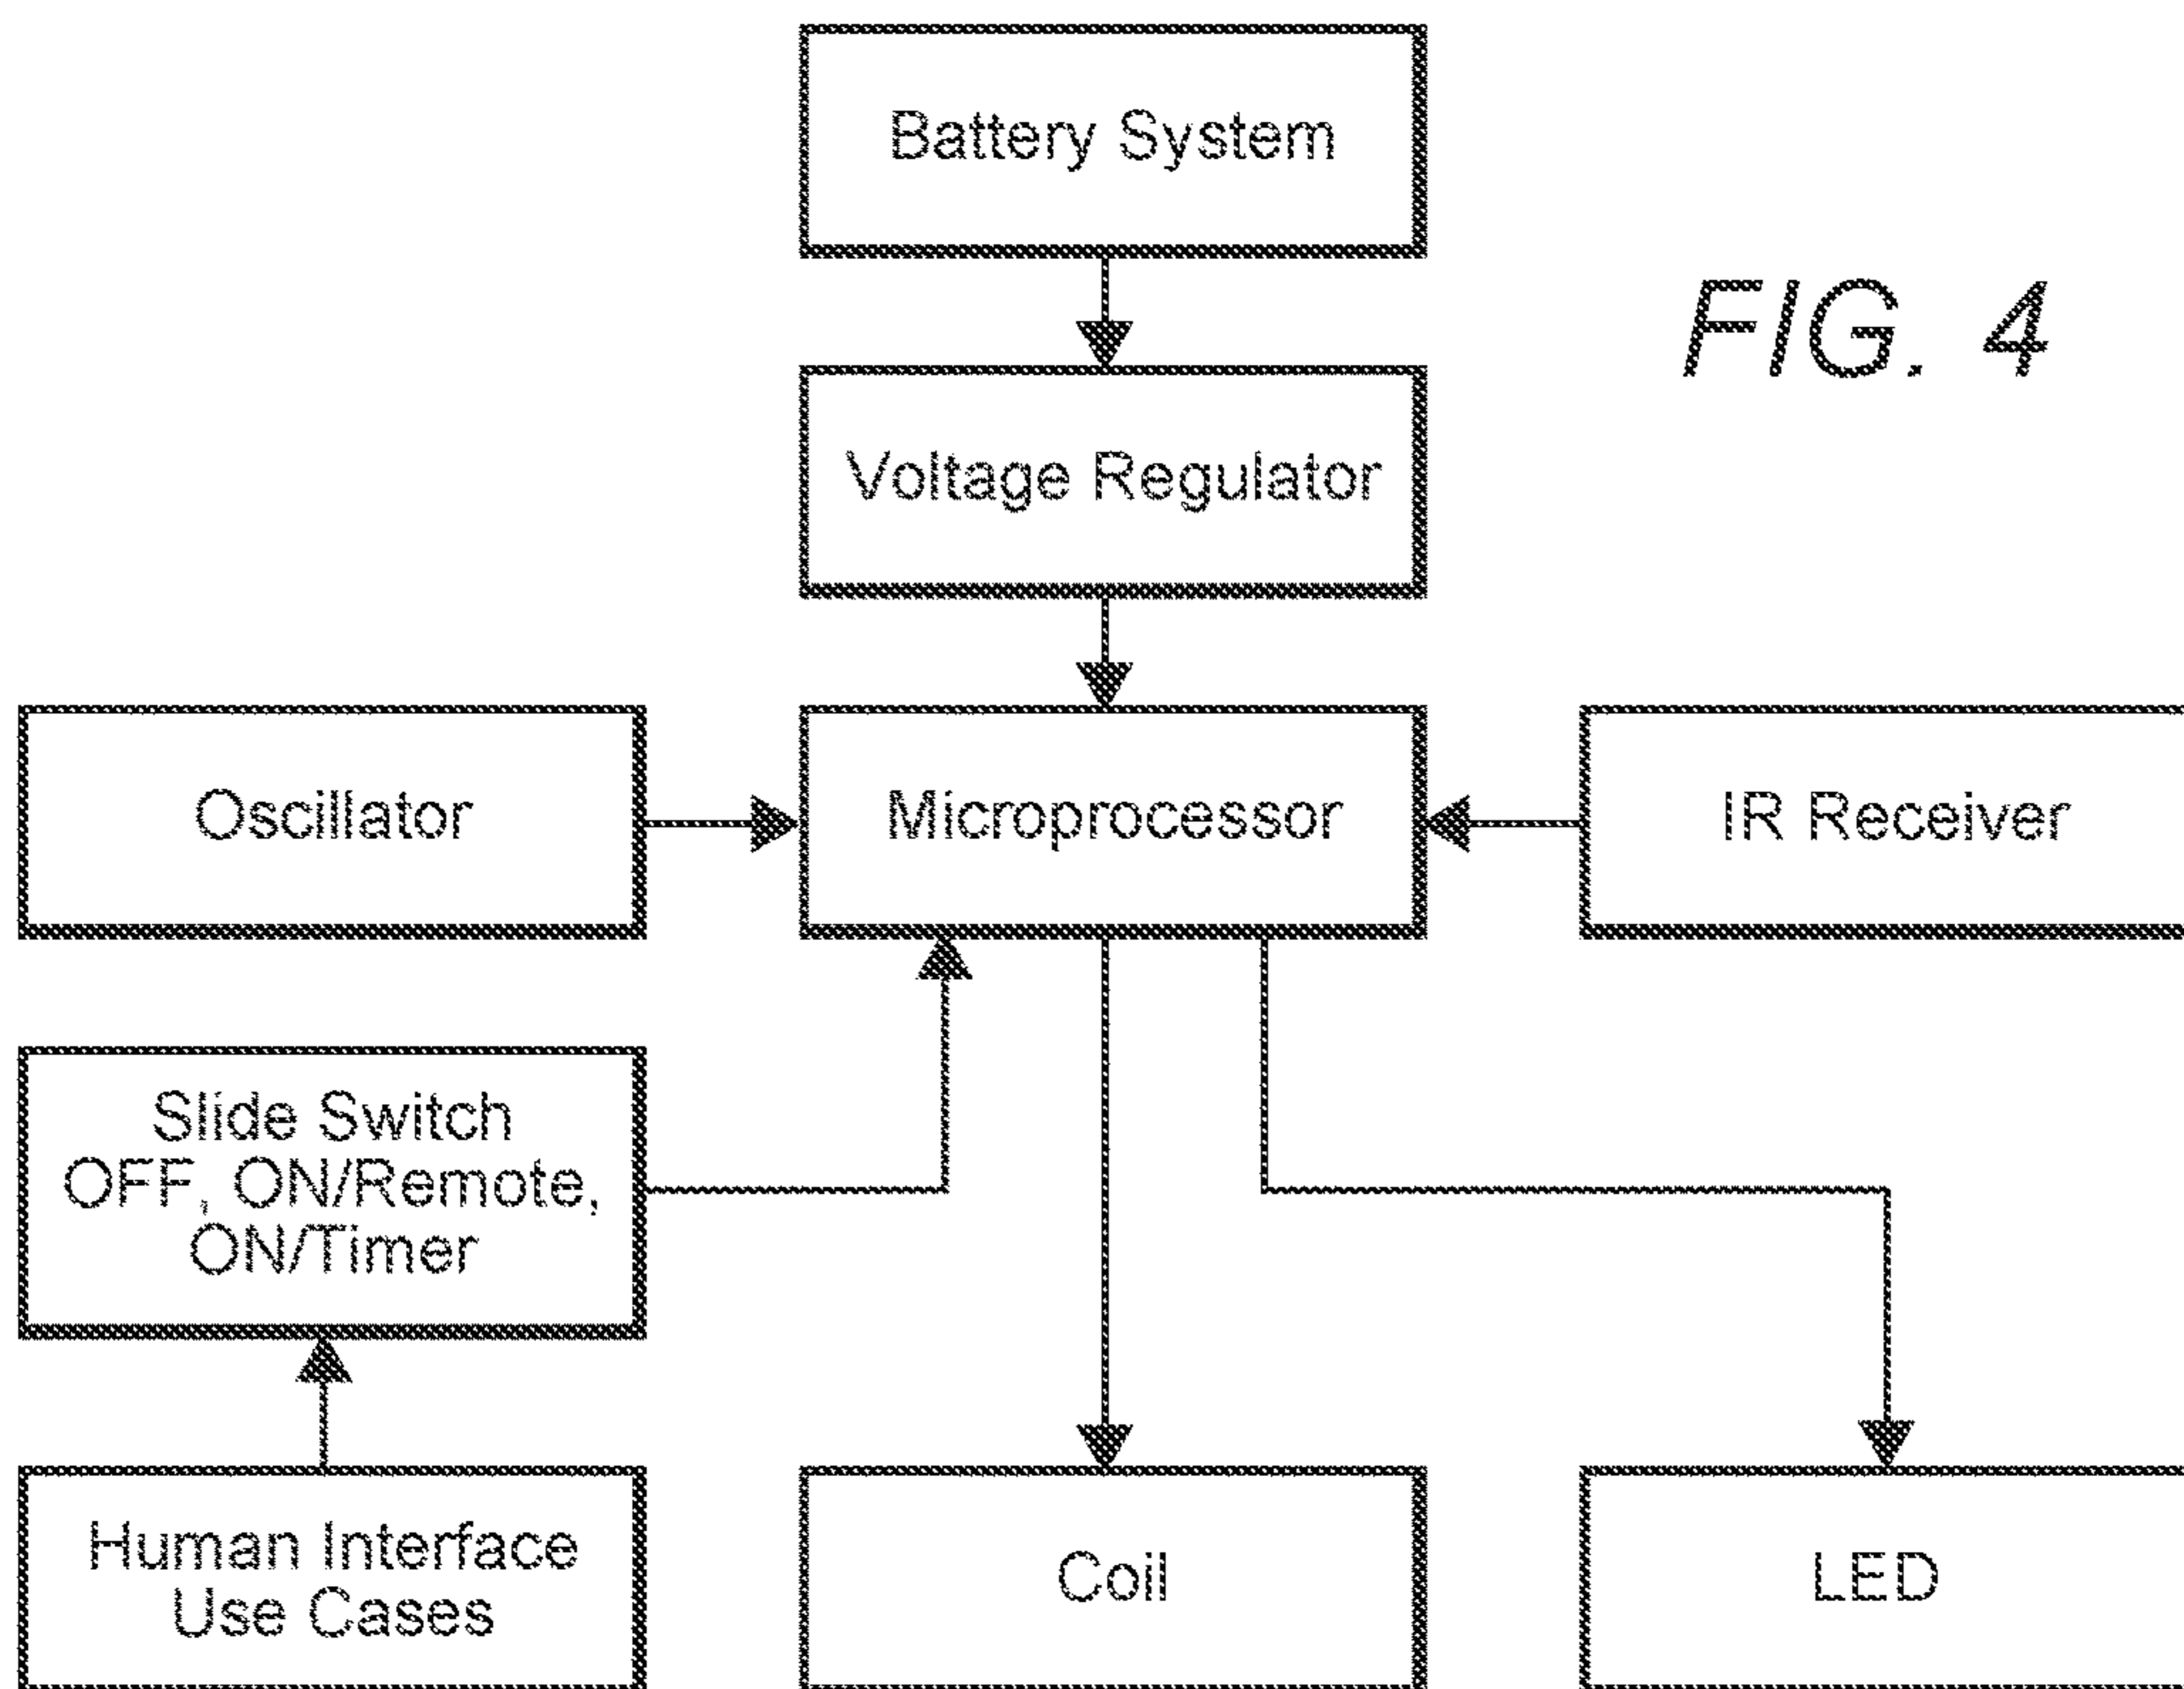 Battery System
FIG. 4
Voltage Regulator
Oscillator
Microprocessor
IR Receiver
Slide Switch
OFF, ON/Remote,
ON/Timer
Human Interface
Use Cases
Coil
LED